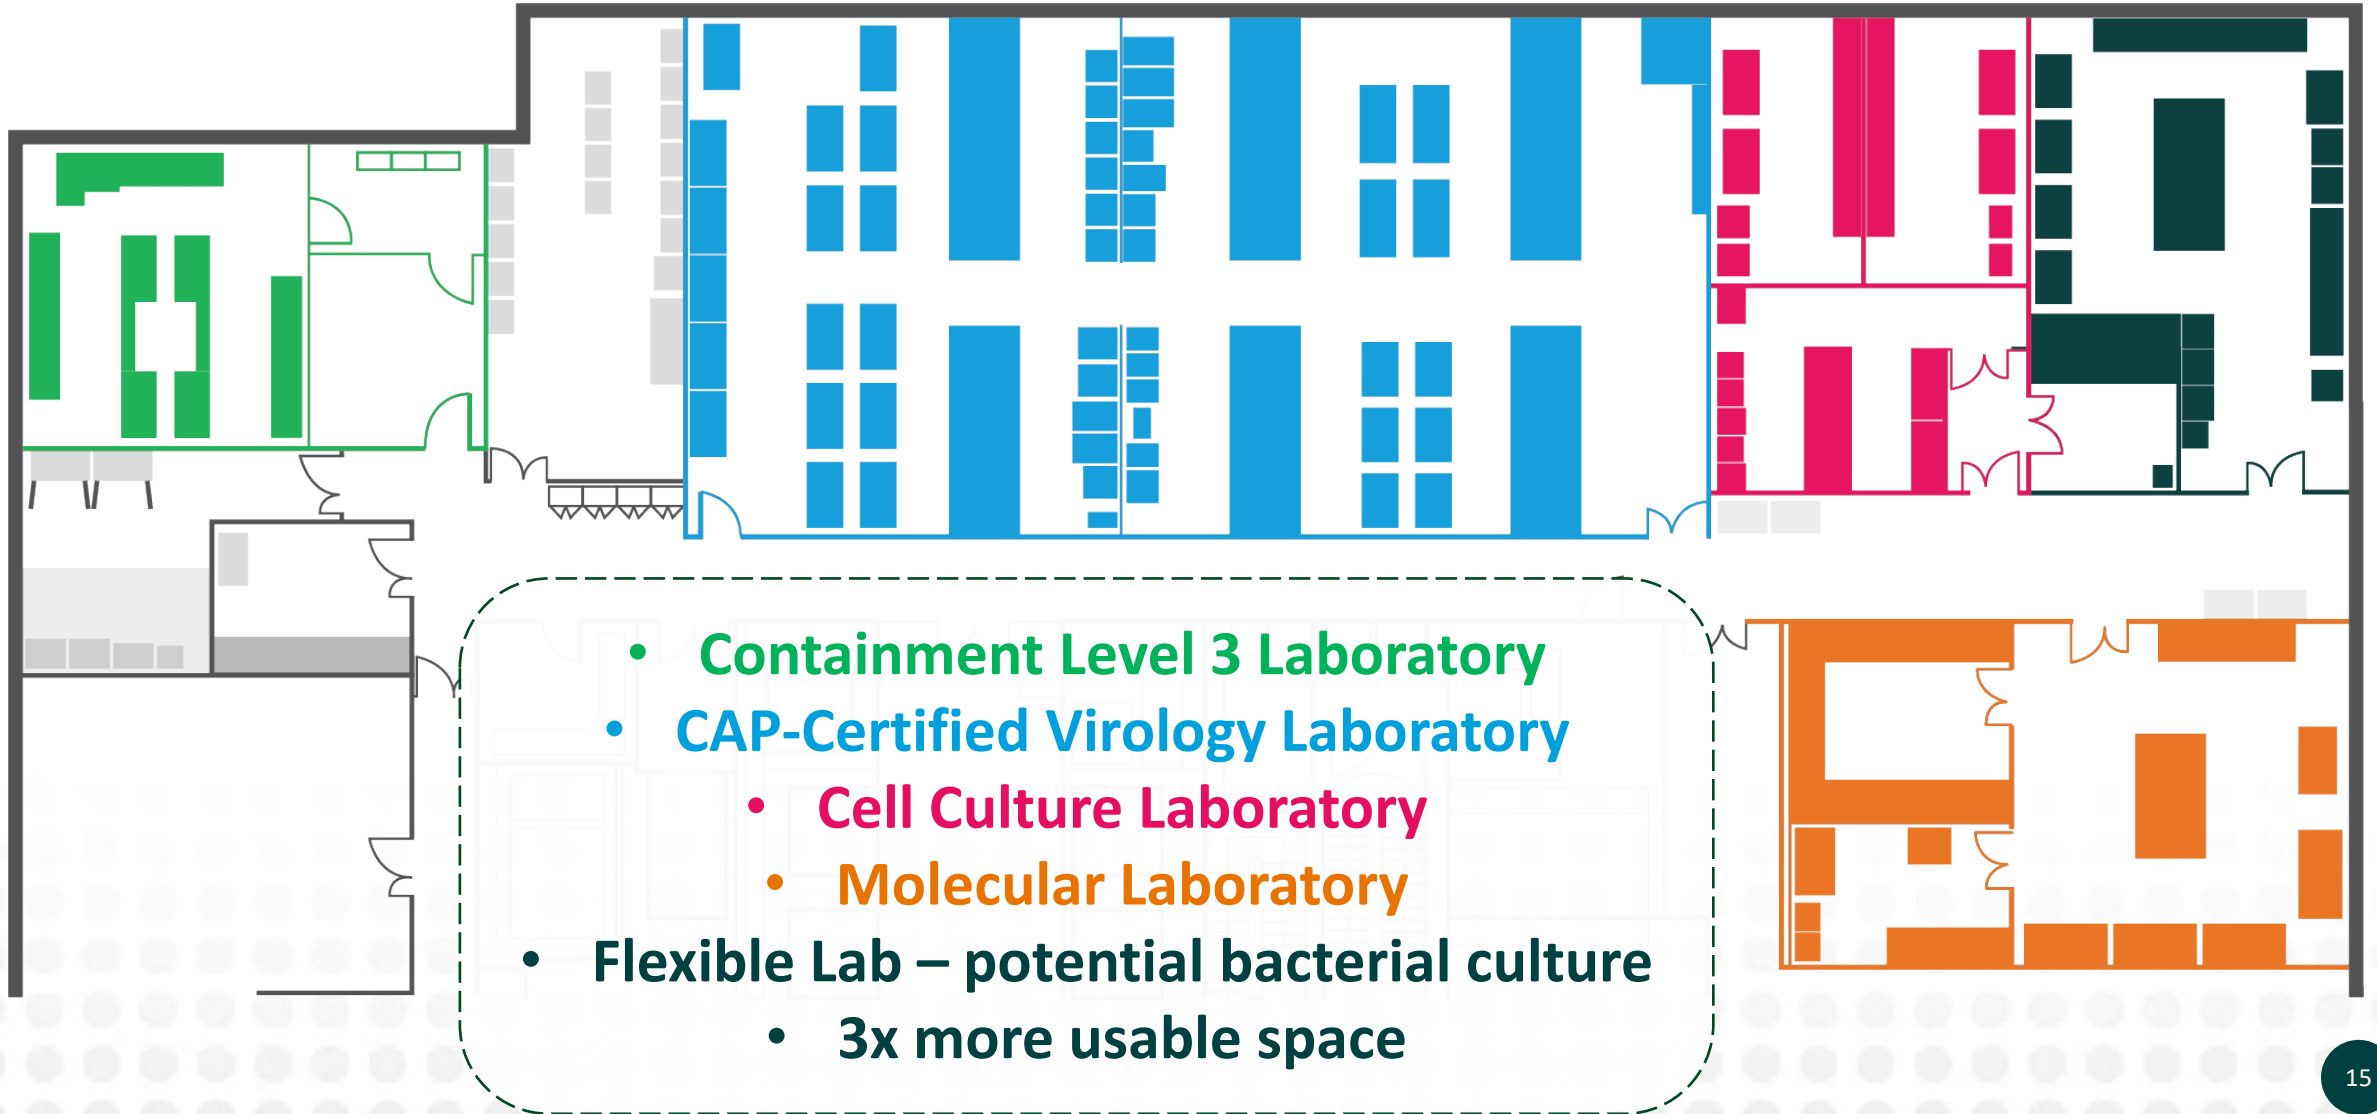 • Containment Level 3 Laboratory
• CAP-Certified Virology Laboratory
• Cell Culture Laboratory
• Molecular Laboratory
• Flexible Lab – potential bacterial culture
• 3x more usable space
15